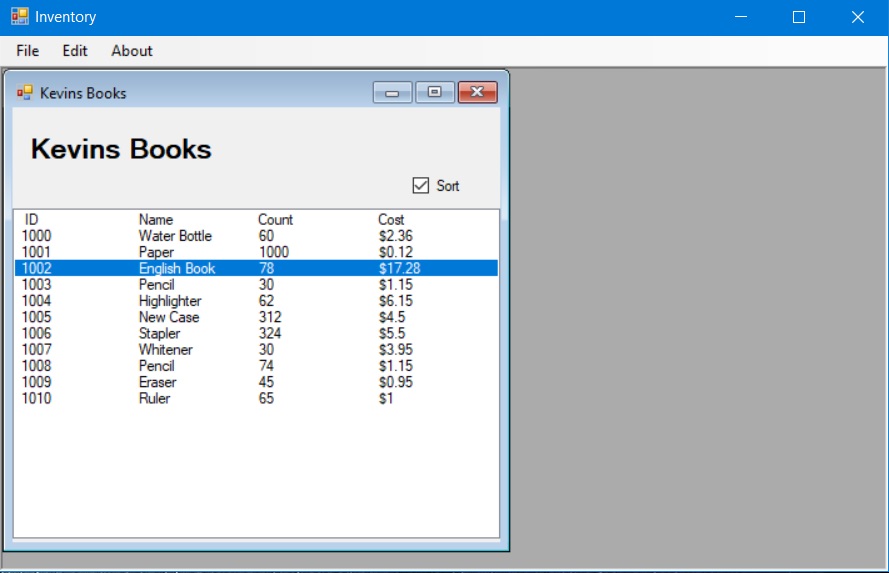 Inventory
File Edit About
Kevins Books
Kevins Books
Sort
ID Name Count Cost
1000 Water Bottle 60 $2.36
1001 Paper 1000 $0.12
1002 English Book 78 $17.28
1003 Pencil 30 $1.15
1004 Highlighter 62 $6.15
1005 New Case 312 $4.5
1006 Stapler 324 $5.5
1007 Whitener 30 $3.95
1008 Pencil 74 $1.15
1009 Eraser 45 $0.95
1010 Ruler 65 $1